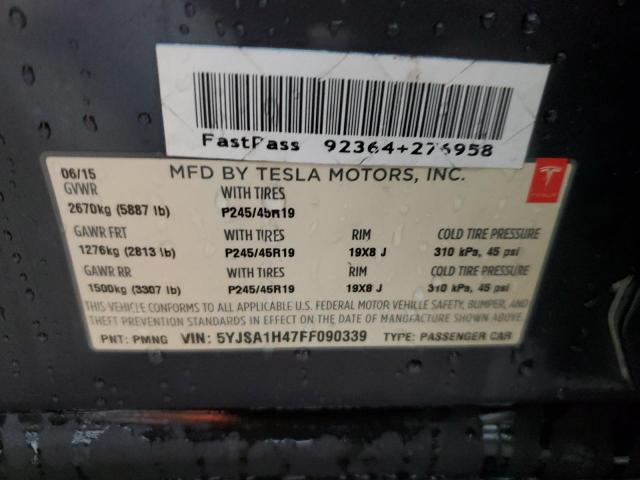 FastPass 92364+276958
06/15 MFD BY TESLA MOTORS, INC.
GVWR WITH TIRES
2670kg (5887 lb) P245/45R19
GAWR FRT WITH TIRES RIM COLD TIRE PRESSURE
1276kg (2813 lb) P245/45R19 19X8 J 310 kPa, 45 psi
GAWR RR WITH TIRES RIM COLD TIRE PRESSURE
1500kg (3307 lb) P245/45R19 19X8 J 310 kPa, 45 psi
THIS VEHICLE CONFORMS TO ALL APPLICABLE U.S. FEDERAL MOTOR VEHILLE SAFETY, BUMPER, AND
THEFT PREVENTION STANDARDS IN EFFECT ON THE DATE OF MANUFACTURE SHOWN ABOVE.
PNT: PMNG VIN: 5YJSA1H47FF090339 TYPE: PASSENGER CAR
TESLA